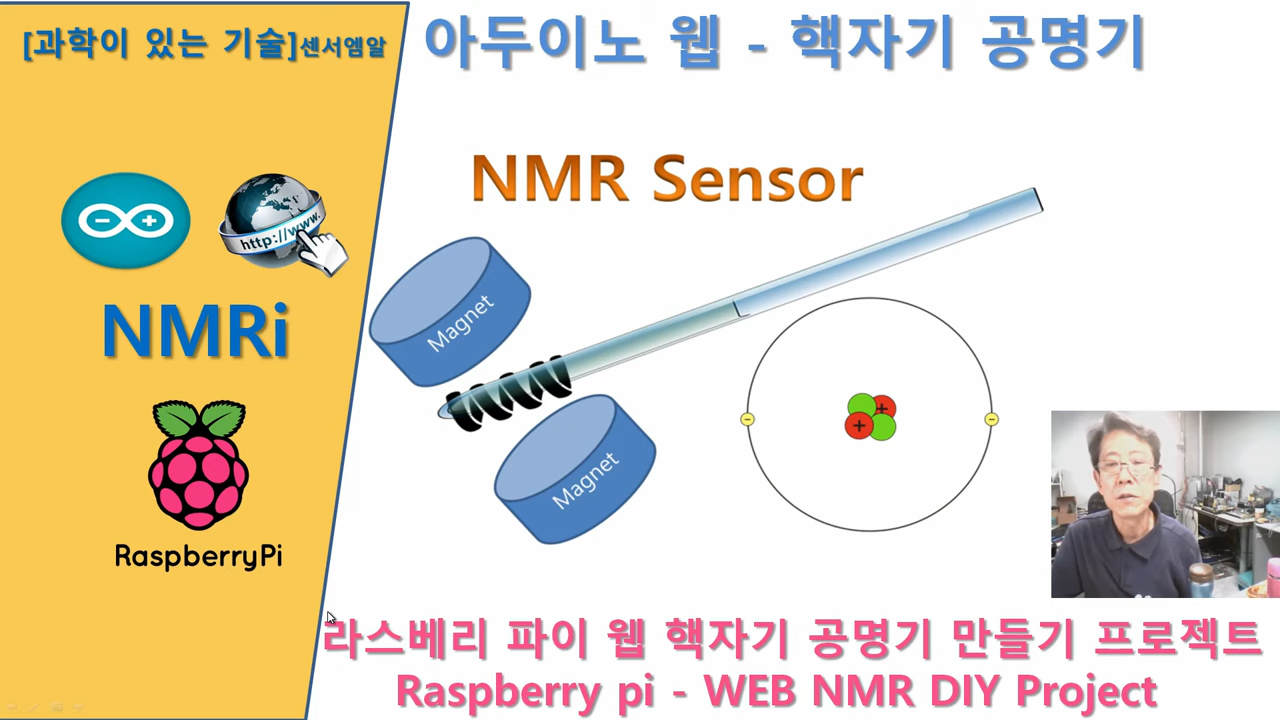 [과학이 있는 기술]센서엠알
아두이노 웹 - 핵자기 공명기
NMR Sensor
http://www.
Magnet
NMRi
Magnet
RaspberryPi
라스베리 파이 웹 핵자기 공명기 만들기 프로젝트
Raspberry pi - WEB NMR DIY Project